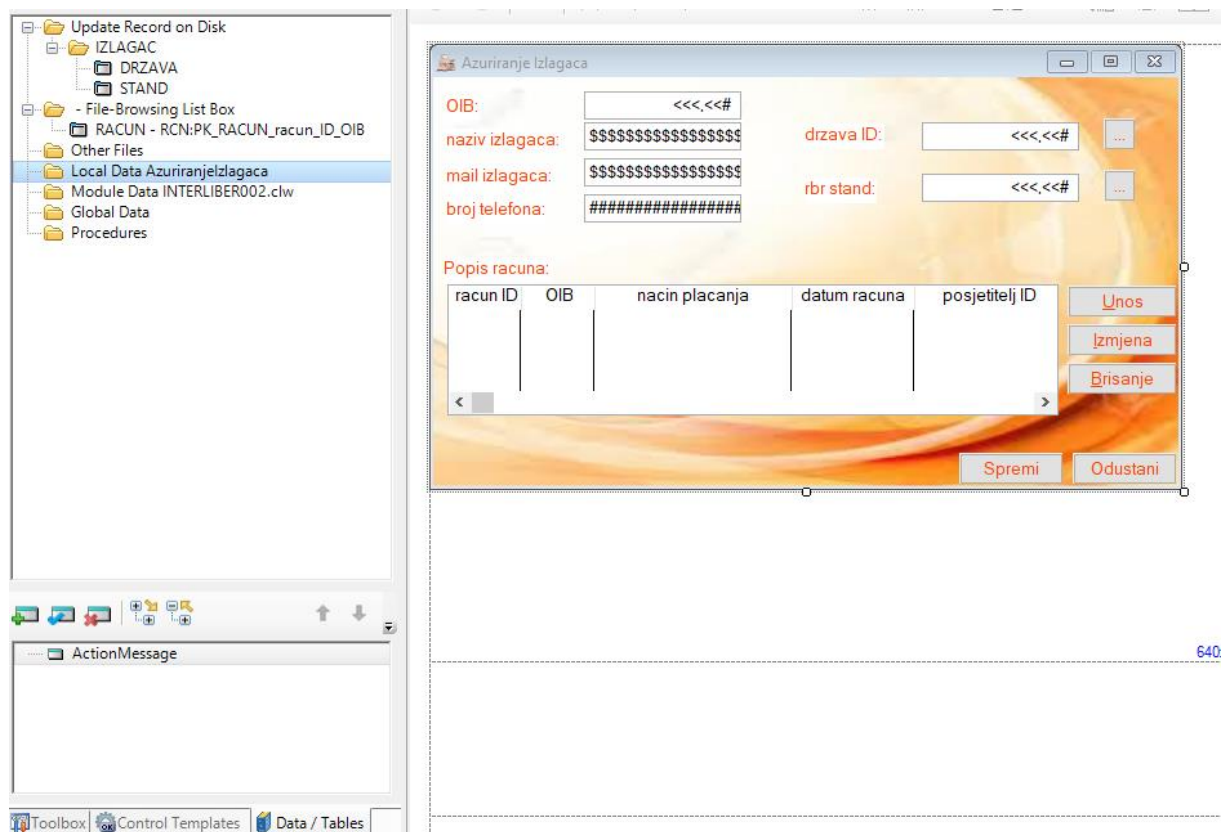 Update Record on Disk
IZLAGAC
DRZAVA
STAND
- File-Browsing List Box
RACUN - RCN:PK_RACUN_racun_ID_OIB
Other Files
Local Data AzuriranjeIzlagaca
Module Data INTERLIBER002.clw
Global Data
Procedures
ActionMessage
Toolbox Control Templates Data / Tables
Azuriranje Izlagaca
OIB: <<<.<<#
naziv izlagaca: $$$$$$$$$$$$$$$$$ drzava ID: <<<.<<# ...
mail izlagaca: $$$$$$$$$$$$$$$$$ rbr stand: <<<.<<# ...
broj telefona: #################
Popis racuna:
racun ID OIB nacin placanja datum racuna posjetitelj ID
Unos
Izmjena
Brisanje
Spremi Odustani
640